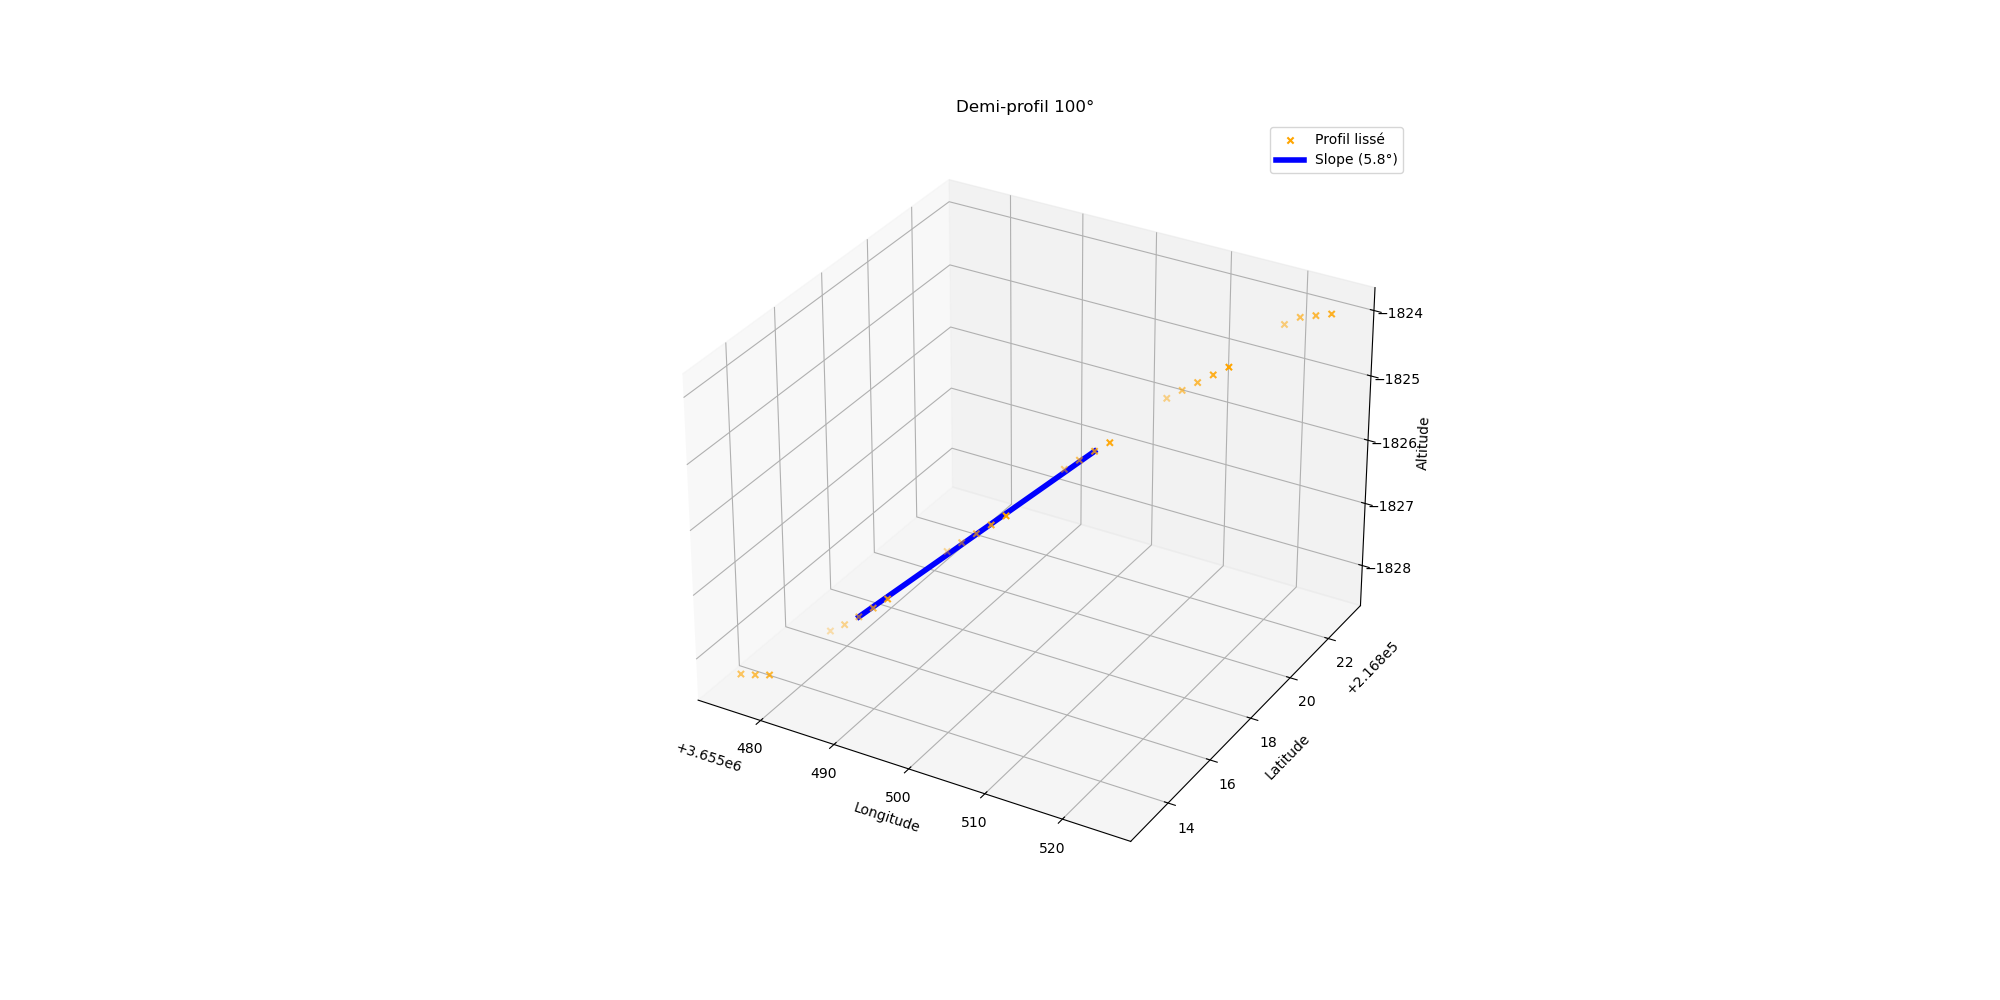 Demi-profil 100°
Profil lissé
Slope (5.8°)
−1824
−1825
−1826
−1827
−1828
Altitude
22
20
18
16
14
+2.168e5
Latitude
480
490
500
510
520
+3.655e6
Longitude